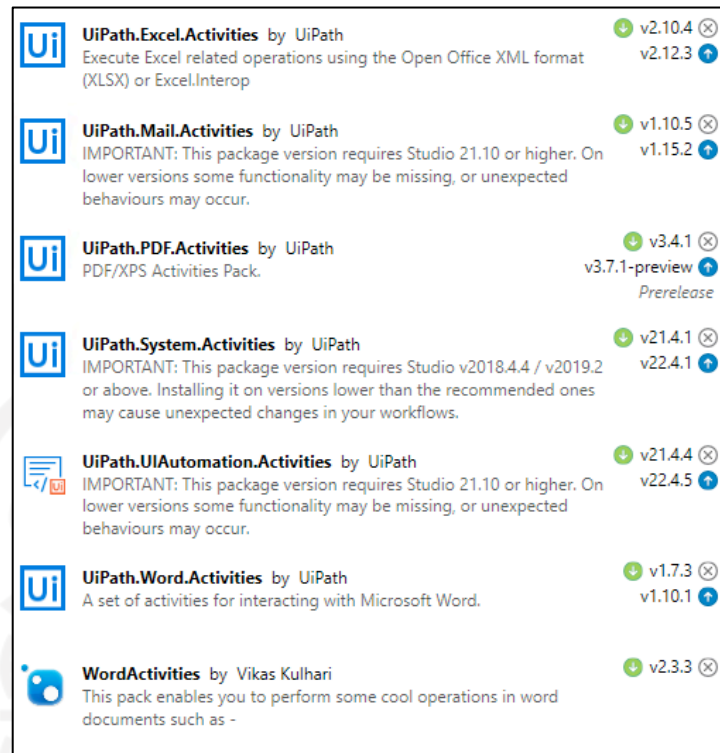 Ui
UiPath.Excel.Activities by UiPath
v2.10.4
Execute Excel related operations using the Open Office XML format
v2.12.3
(XLSX) or Excel.Interop
Ui
UiPath.Mail.Activities by UiPath
v1.10.5
IMPORTANT: This package version requires Studio 21.10 or higher. On
v1.15.2
lower versions some functionality may be missing, or unexpected
behaviours may occur.
Ui
UiPath.PDF.Activities by UiPath
v3.4.1
PDF/XPS Activities Pack.
v3.7.1-preview
Prerelease
Ui
UiPath.System.Activities by UiPath
v21.4.1
IMPORTANT: This package version requires Studio v2018.4.4 / v2019.2
v22.4.1
or above. Installing it on versions lower than the recommended ones
may cause unexpected changes in your workflows.
Ui
UiPath.UIAutomation.Activities by UiPath
v21.4.4
IMPORTANT: This package version requires Studio 21.10 or higher. On
v22.4.5
lower versions some functionality may be missing, or unexpected
behaviours may occur.
Ui
UiPath.Word.Activities by UiPath
v1.7.3
A set of activities for interacting with Microsoft Word.
v1.10.1
WordActivities by Vikas Kulhari
v2.3.3
This pack enables you to perform some cool operations in word
documents such as -